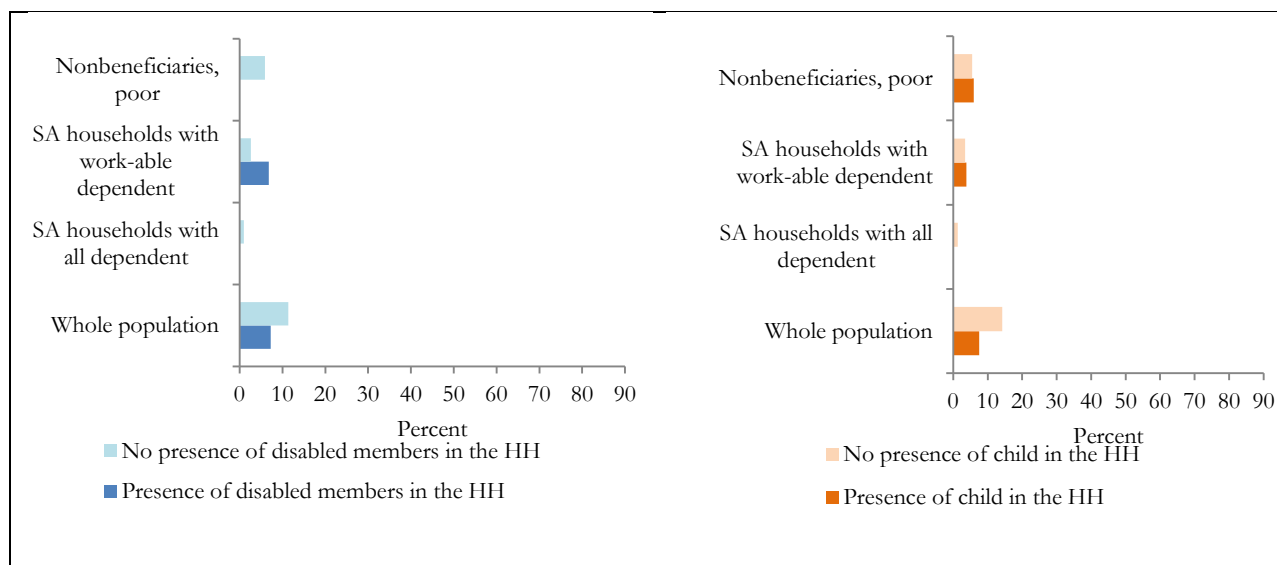 Nonbeneficiaries,
poor
SA households with
work-able
dependent
SA households with
all dependent
Whole population
0 10 20 30 40 50 60 70 80 90
Percent
No presence of disabled members in the HH
Presence of disabled members in the HH
Nonbeneficiaries, poor
SA households with
work-able dependent
SA households with all
dependent
Whole population
0 10 20 30 40 50 60 70 80 90
Percent
No presence of child in the HH
Presence of child in the HH